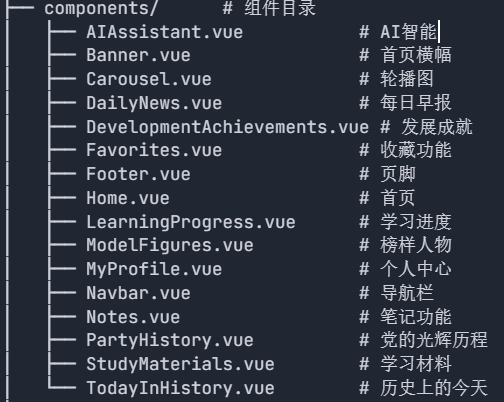 ├── components/      # 组件目录
│   ├── AIAssistant.vue           # AI智能
│   ├── Banner.vue                # 首页横幅
│   ├── Carousel.vue              # 轮播图
│   ├── DailyNews.vue             # 每日早报
│   ├── DevelopmentAchievements.vue # 发展成就
│   ├── Favorites.vue             # 收藏功能
│   ├── Footer.vue                # 页脚
│   ├── Home.vue                  # 首页
│   ├── LearningProgress.vue      # 学习进度
│   ├── ModelFigures.vue          # 榜样人物
│   ├── MyProfile.vue             # 个人中心
│   ├── Navbar.vue                # 导航栏
│   ├── Notes.vue                 # 笔记功能
│   ├── PartyHistory.vue          # 党的光辉历程
│   ├── StudyMaterials.vue        # 学习材料
│   └── TodayInHistory.vue        # 历史上的今天